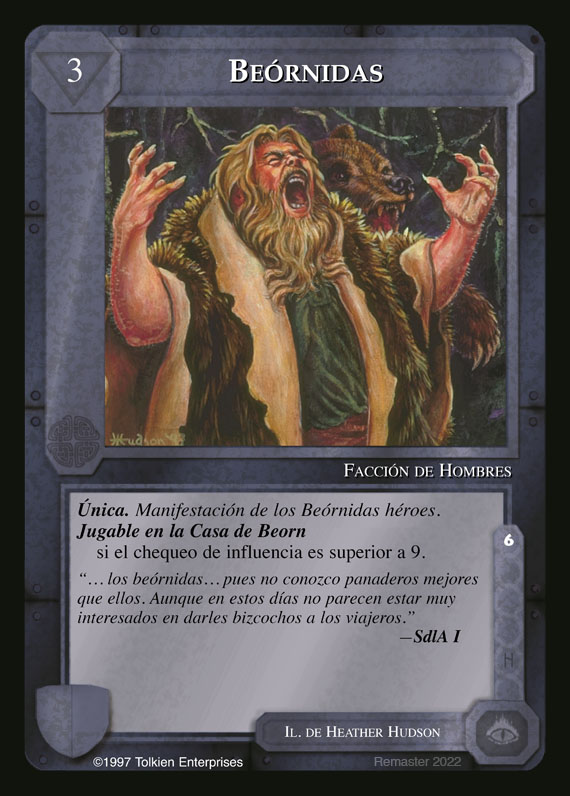 3
BEÓRNIDAS
HHudson
FACCIÓN DE HOMBRES
Única. Manifestación de los Beórnidas héroes.
Jugable en la Casa de Beorn
si el chequeo de influencia es superior a 9.
“… los beórnidas… pues no conozco panaderos mejores
que ellos. Aunque en estos días no parecen estar muy
interesados en darles bizcochos a los viajeros.”
—SdlA I
6
H
IL. DE HEATHER HUDSON
©1997 Tolkien Enterprises
Remaster 2022